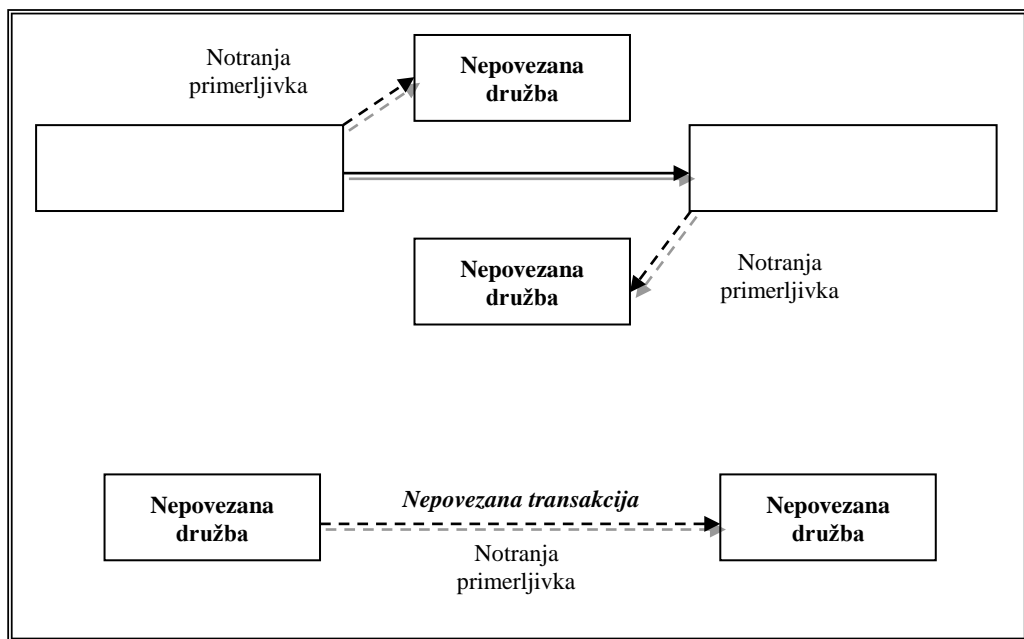 Notranja
primerljivka
Nepovezana
družba
Nepovezana
družba
Notranja
primerljivka
Nepovezana
družba
Nepovezana transakcija
Notranja
primerljivka
Nepovezana
družba